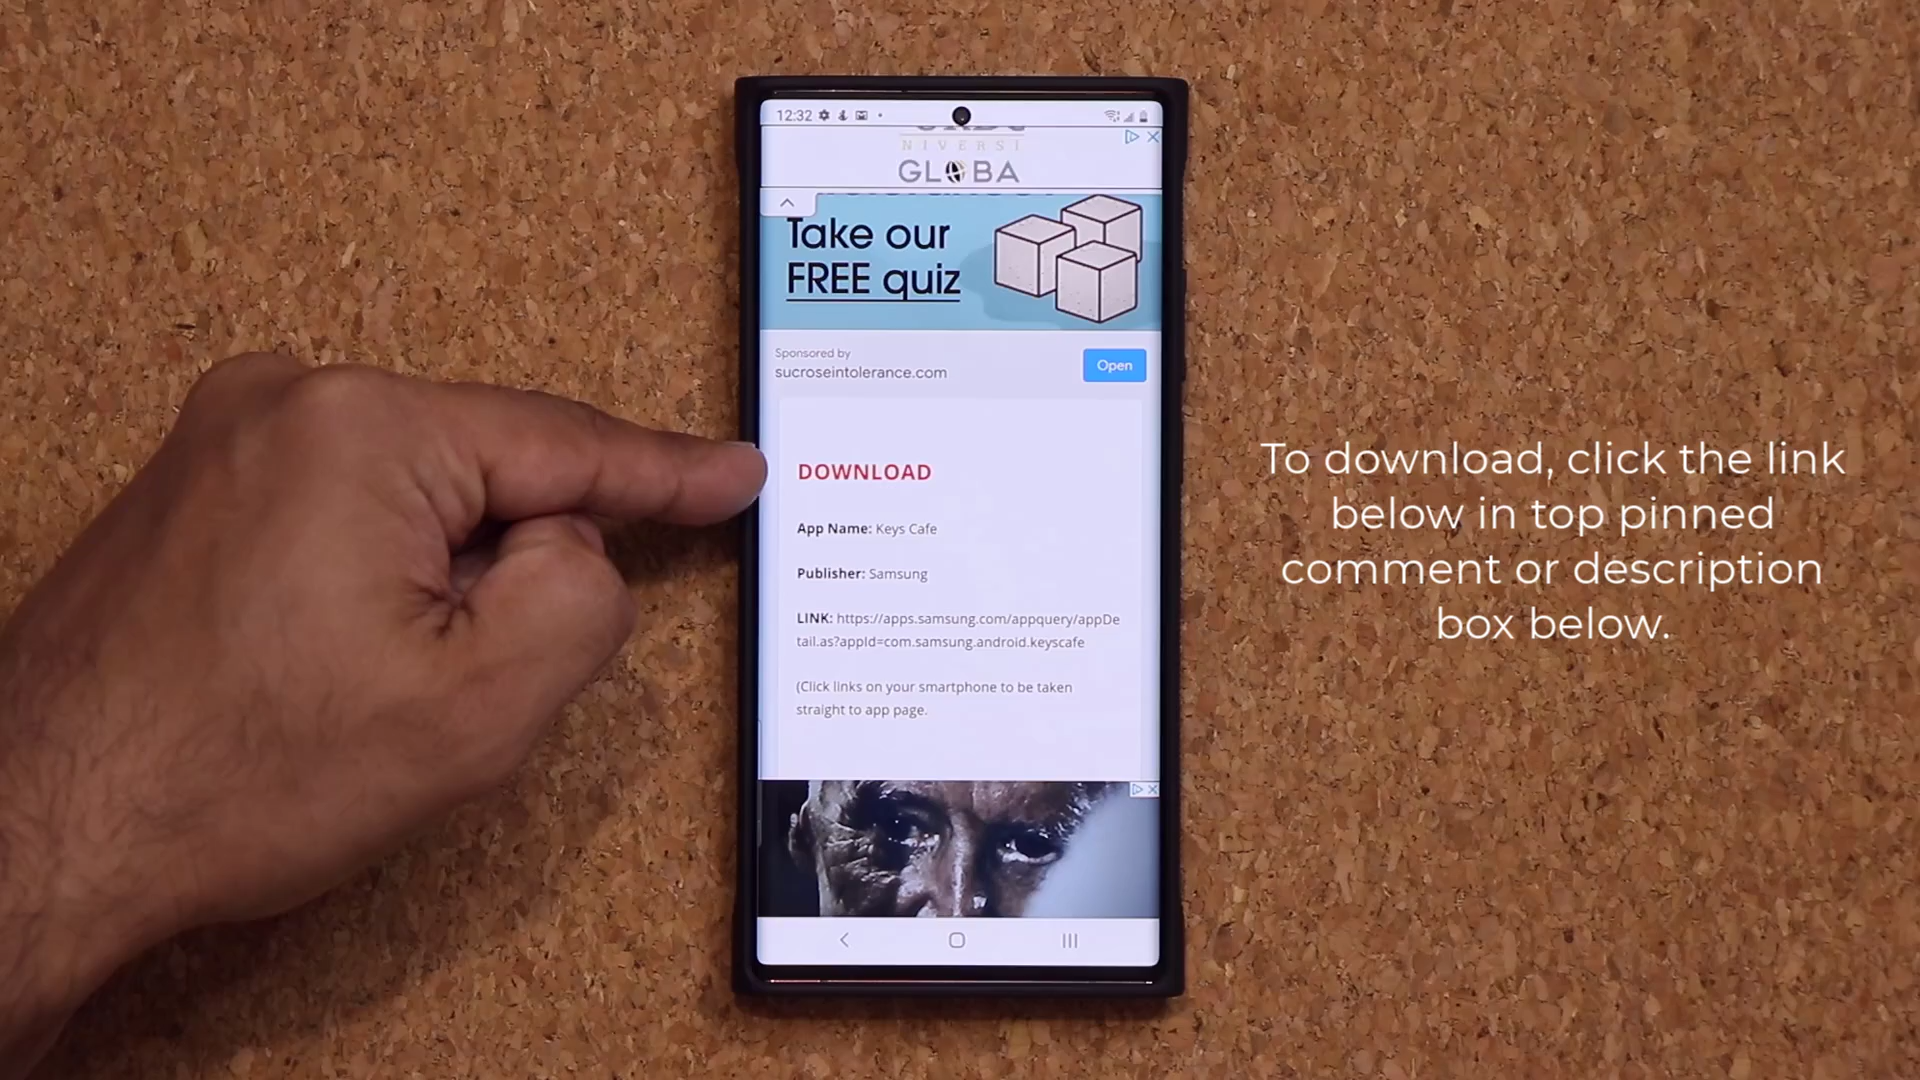 12:32
NIVERSI
GLOBA
Take our
FREE quiz
Sponsored by
sucroseintolerance.com
Open
DOWNLOAD
App Name: Keys Cafe
Publisher: Samsung
LINK: https://apps.samsung.com/appquery/appDe
tail.as?appId=com.samsung.android.keyscafe
(Click links on your smartphone to be taken
straight to app page.
To download, click the link
below in top pinned
comment or description
box below.